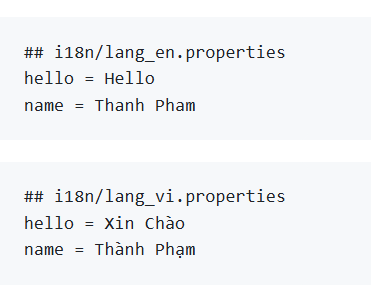 ## i18n/lang_en.properties
hello = Hello
name = Thanh Pham
## i18n/lang_vi.properties
hello = Xin Chào
name = Thành Phạm